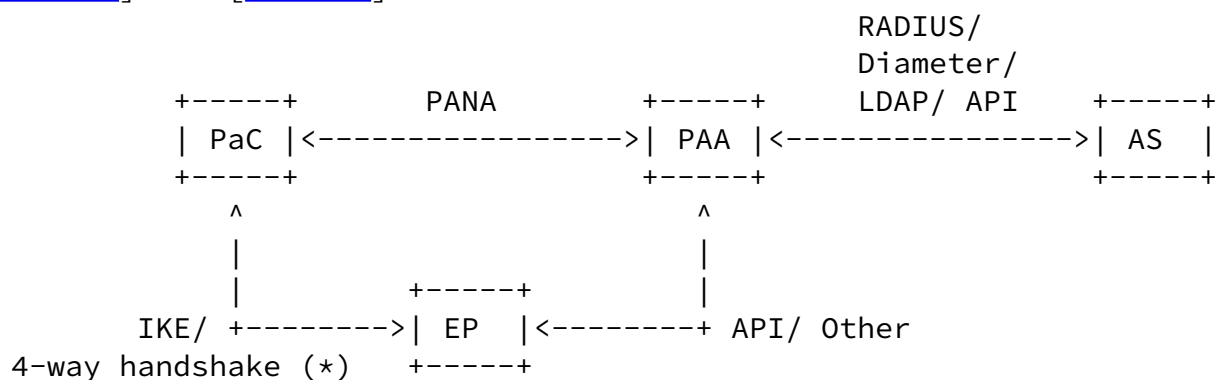 RADIUS/
Diameter/
+-----+        PANA          +-----+      LDAP/ API     +-----+
| PaC |<----------------->| PAA |<---------------->| AS  |
+-----+                   +-----+                  +-----+
^                         ^
|                         |
|           +-----+       |
IKE/ +-------->| EP  |<--------+ API/ Other
4-way handshake (*)    +-----+